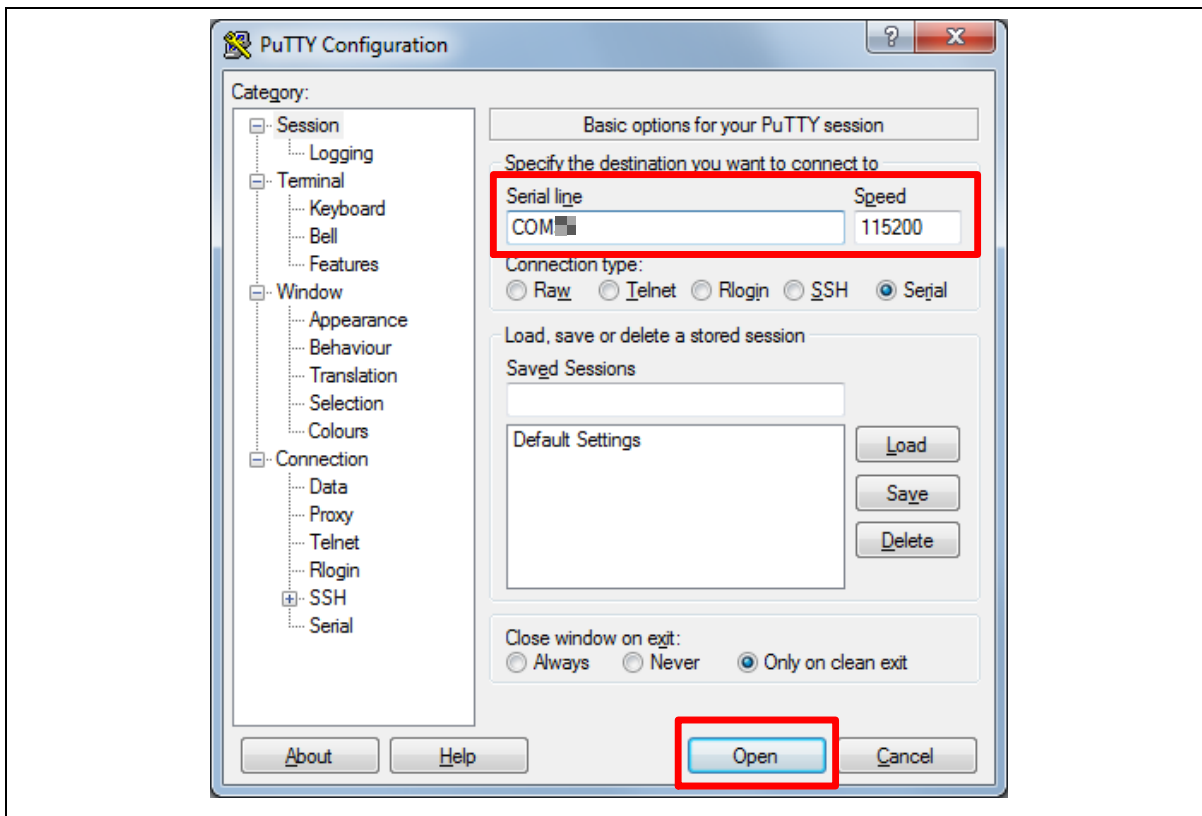 PuTTY Configuration
?
Category:
Session
Logging
Terminal
Keyboard
Bell
Features
Window
Appearance
Behaviour
Translation
Selection
Colours
Connection
Data
Proxy
Telnet
Rlogin
SSH
Serial
Basic options for your PuTTY session
Specify the destination you want to connect to
Serial line Speed
COM 115200
Connection type:
Raw Telnet Rlogin SSH Serial
Load, save or delete a stored session
Saved Sessions
Default Settings
Load
Save
Delete
Close window on exit:
Always Never Only on clean exit
About Help Open Cancel